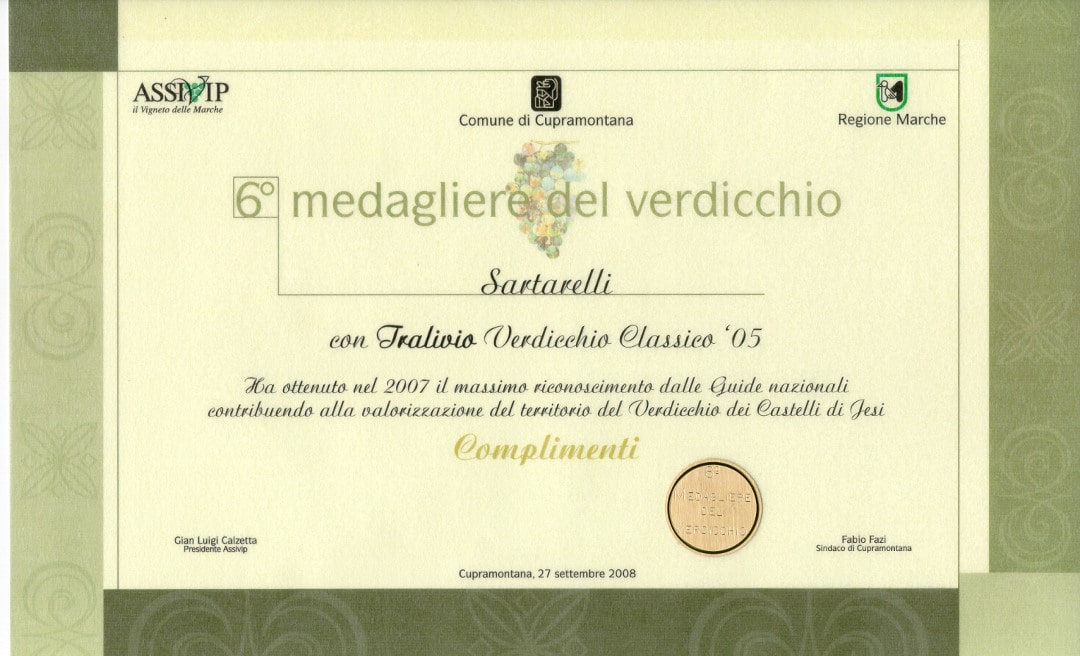 ASSIVIP
il Vigneto delle Marche
Comune di Cupramontana
Regione Marche
6° medagliere del verdicchio
Sartarelli
con Tralivio Verdicchio Classico '05
Ha ottenuto nel 2007 il massimo riconoscimento dalle Guide nazionali
contribuendo alla valorizzazione del territorio del Verdicchio dei Castelli di Jesi
Complimenti
6°
MEDAGLIERE
DEL
VERDICCHIO
Gian Luigi Calzetta
Presidente Assivip
Fabio Fazi
Sindaco di Cupramontana
Cupramontana, 27 settembre 2008